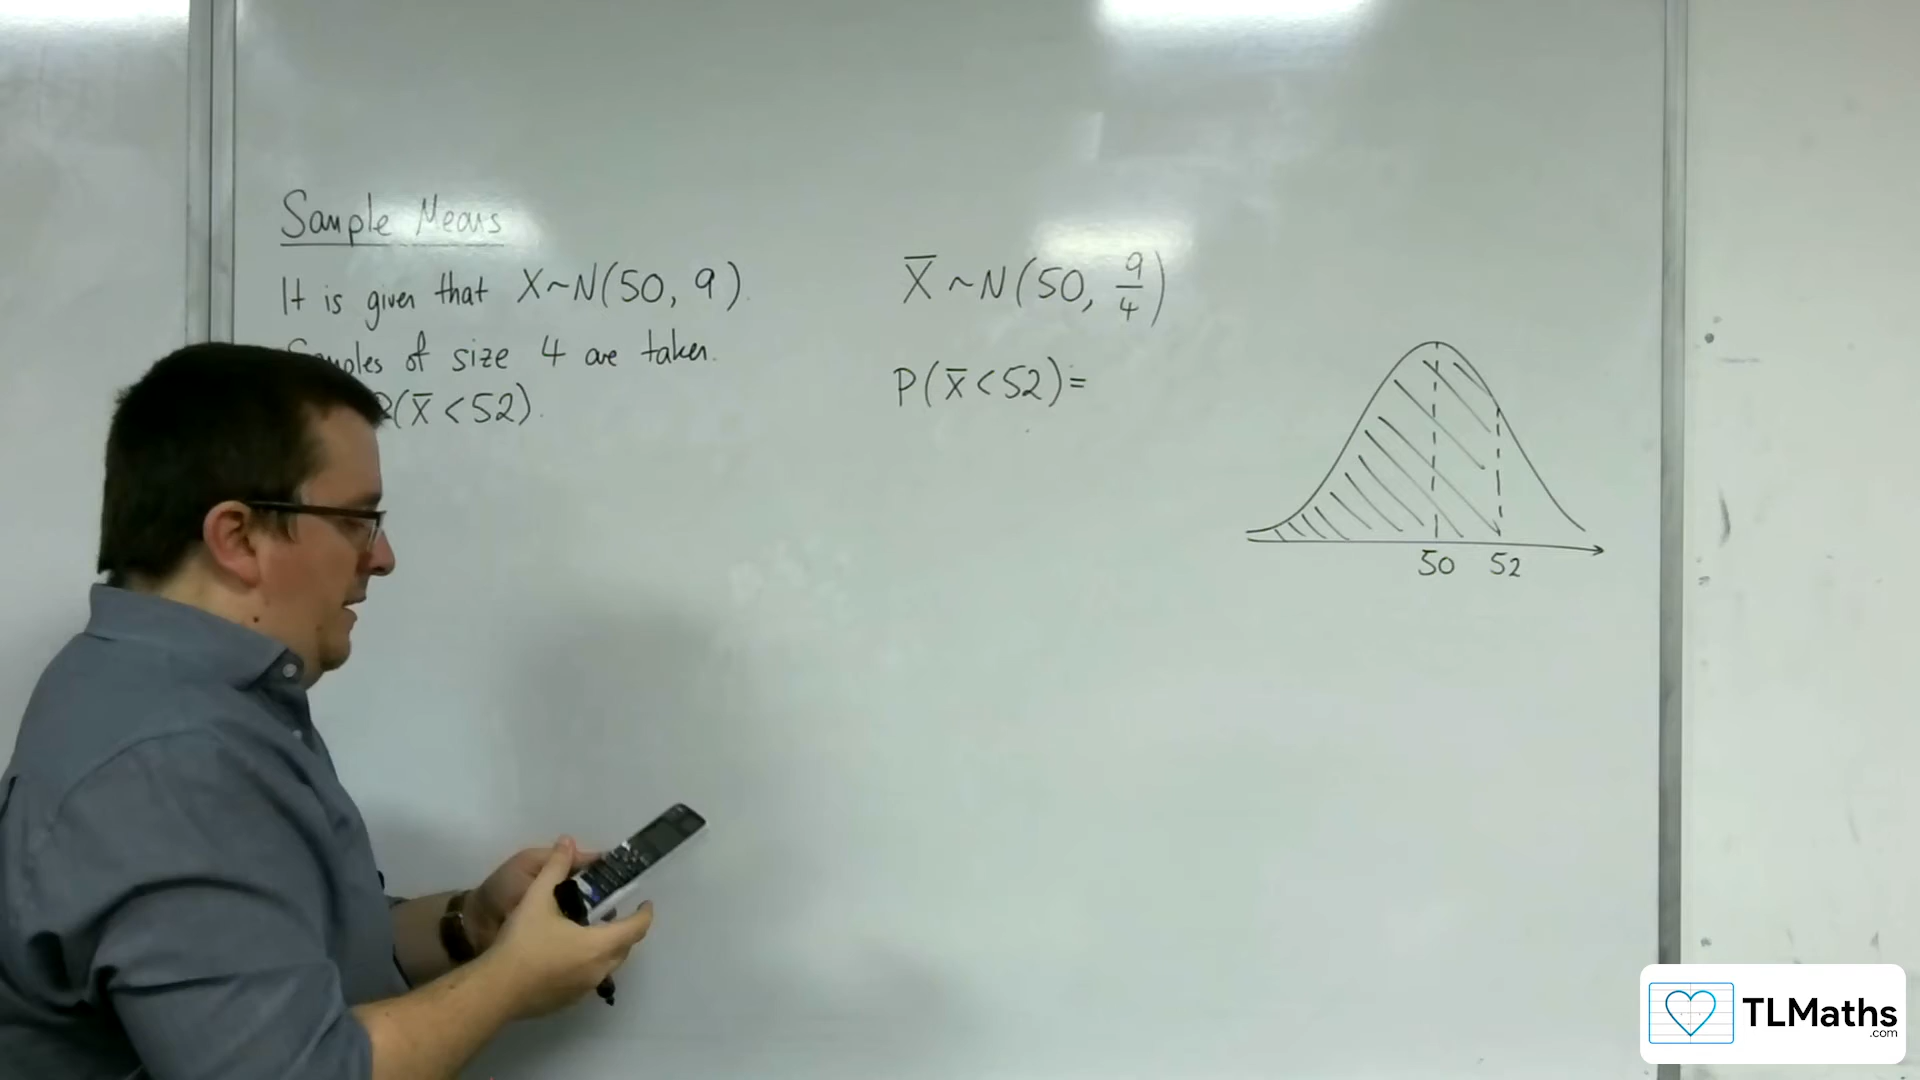 Sample Means
It is given that X~N(50, 9).
of size 4 are taken.
(x̄ < 52).
X̄ ~ N(50, 9/4)
P(x̄ < 52) =
50 52
TLMaths
.com